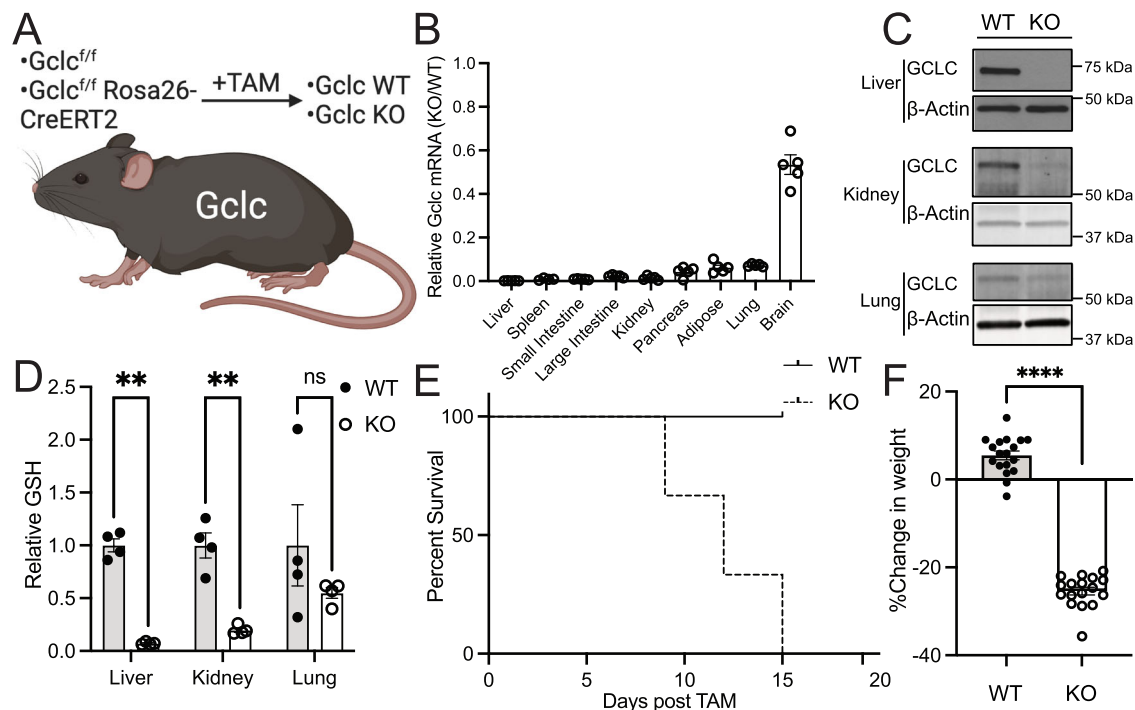 A
•Gclcf/f
•Gclcf/f Rosa26-
CreERT2
+TAM
•Gclc WT
•Gclc KO
Gclc
B
Relative Gclc mRNA (KO/WT)
1.0
0.8
0.6
0.4
0.2
0.0
Liver
Spleen
Small Intestine
Large Intestine
Kidney
Pancreas
Adipose
Lung
Brain
C
WT KO
Liver
GCLC
β-Actin
75 kDa
50 kDa
Kidney
GCLC
β-Actin
50 kDa
37 kDa
Lung
GCLC
β-Actin
50 kDa
37 kDa
D
Relative GSH
2.5
2.0
1.5
1.0
0.5
0.0
** ** ns
WT
KO
Liver Kidney Lung
E
WT
KO
Percent Survival
100
50
0
0 5 10 15 20
Days post TAM
F
****
%Change in weight
20
0
-20
-40
WT KO